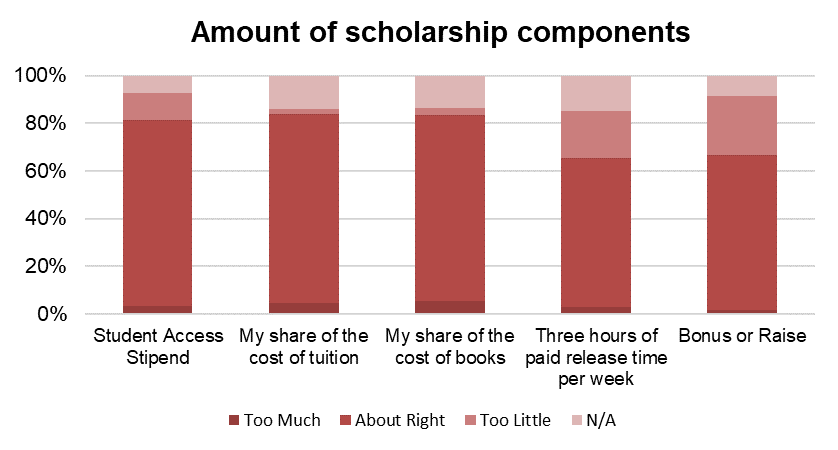 Amount of scholarship components
100%
80%
60%
40%
20%
0%
Student Access
Stipend
My share of the
cost of tuition
My share of the
cost of books
Three hours of
paid release time
per week
Bonus or Raise
Too Much
About Right
Too Little
N/A